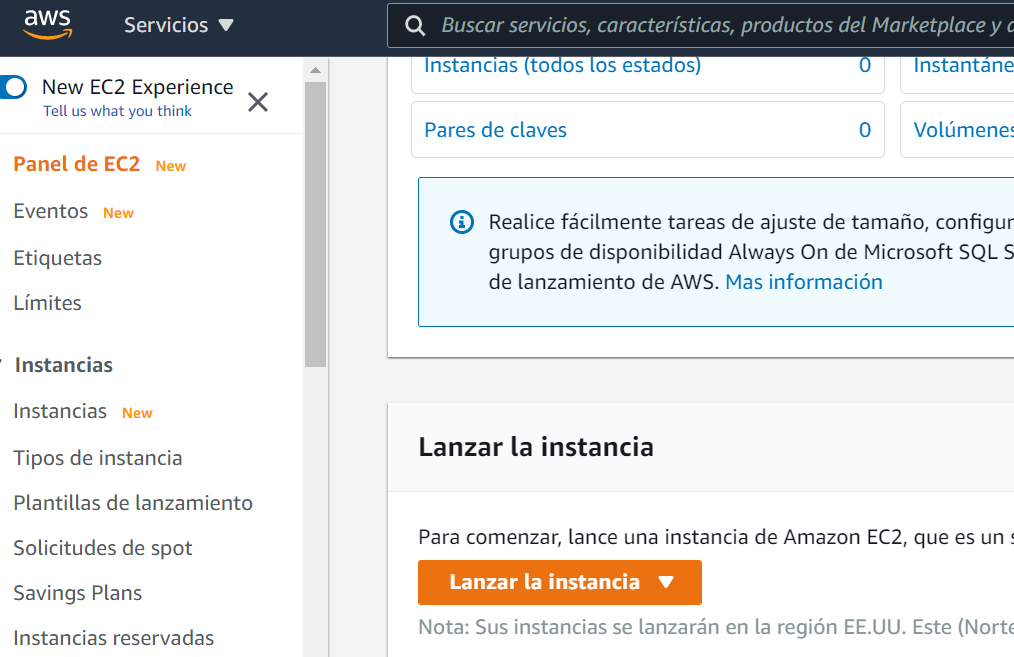 aws
Servicios
Buscar servicios, características, productos del Marketplace y
New EC2 Experience
Tell us what you think
Panel de EC2 New
Eventos New
Etiquetas
Límites
Instancias
Instancias New
Tipos de instancia
Plantillas de lanzamiento
Solicitudes de spot
Savings Plans
Instancias reservadas
Instancias (todos los estados) 0
Instantáne
Pares de claves 0
Volúmenes
Realice fácilmente tareas de ajuste de tamaño, configur
grupos de disponibilidad Always On de Microsoft SQL S
de lanzamiento de AWS. Mas información
Lanzar la instancia
Para comenzar, lance una instancia de Amazon EC2, que es un s
Lanzar la instancia
Nota: Sus instancias se lanzarán en la región EE.UU. Este (Norte